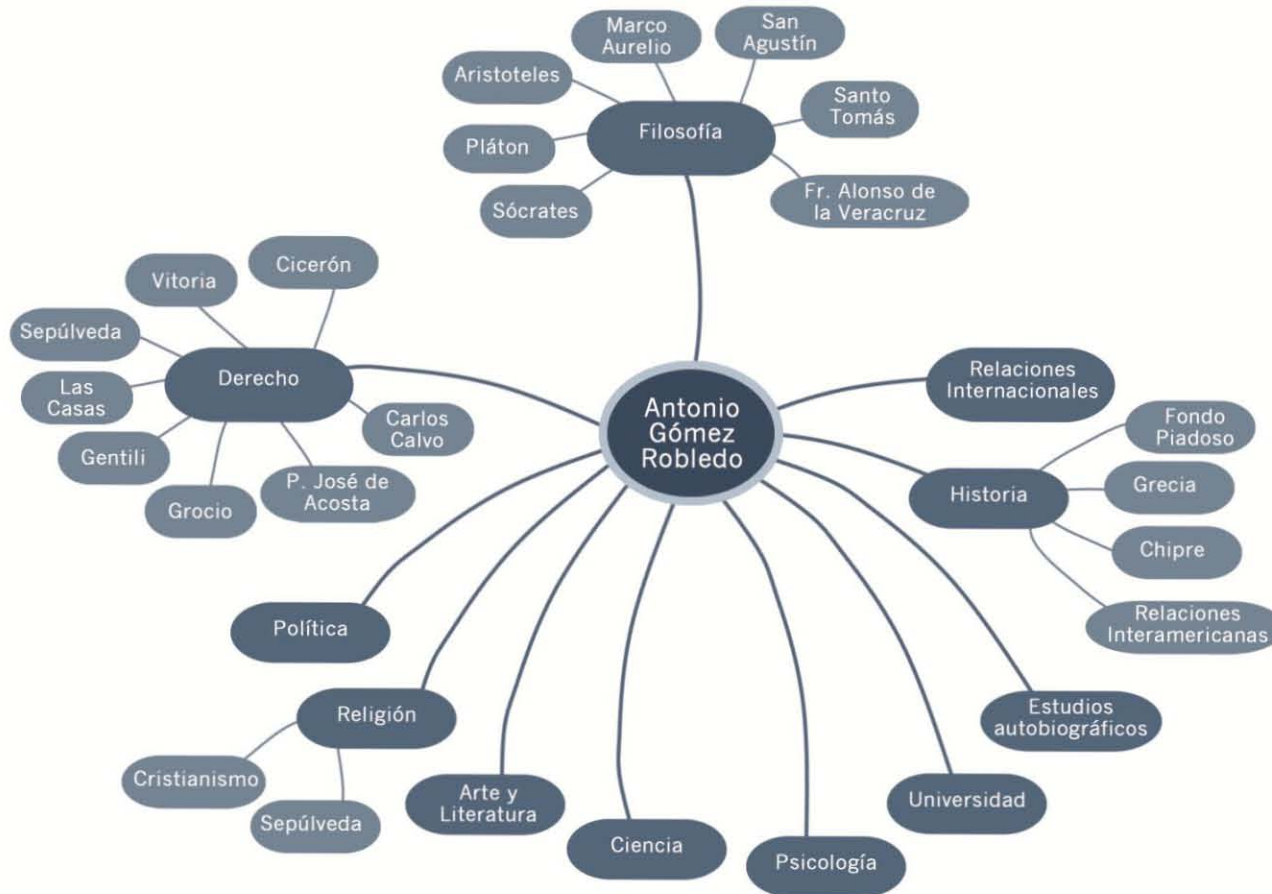 Marco
Aurelio
San
Agustín
Aristoteles
Santo
Tomás
Filosofía
Pláton
Fr. Alonso de
la Veracruz
Sócrates
Cicerón
Vitoria
Sepúlveda
Derecho
Las
Casas
Carlos
Calvo
Gentili
P. José de
Acosta
Grocio
Antonio
Gómez
Robledo
Relaciones
Internacionales
Fondo
Piadoso
Historia
Grecia
Chipre
Relaciones
Interamericanas
Política
Religión
Cristianismo
Sepúlveda
Arte y
Literatura
Ciencia
Psicología
Universidad
Estudios
autobiográficos